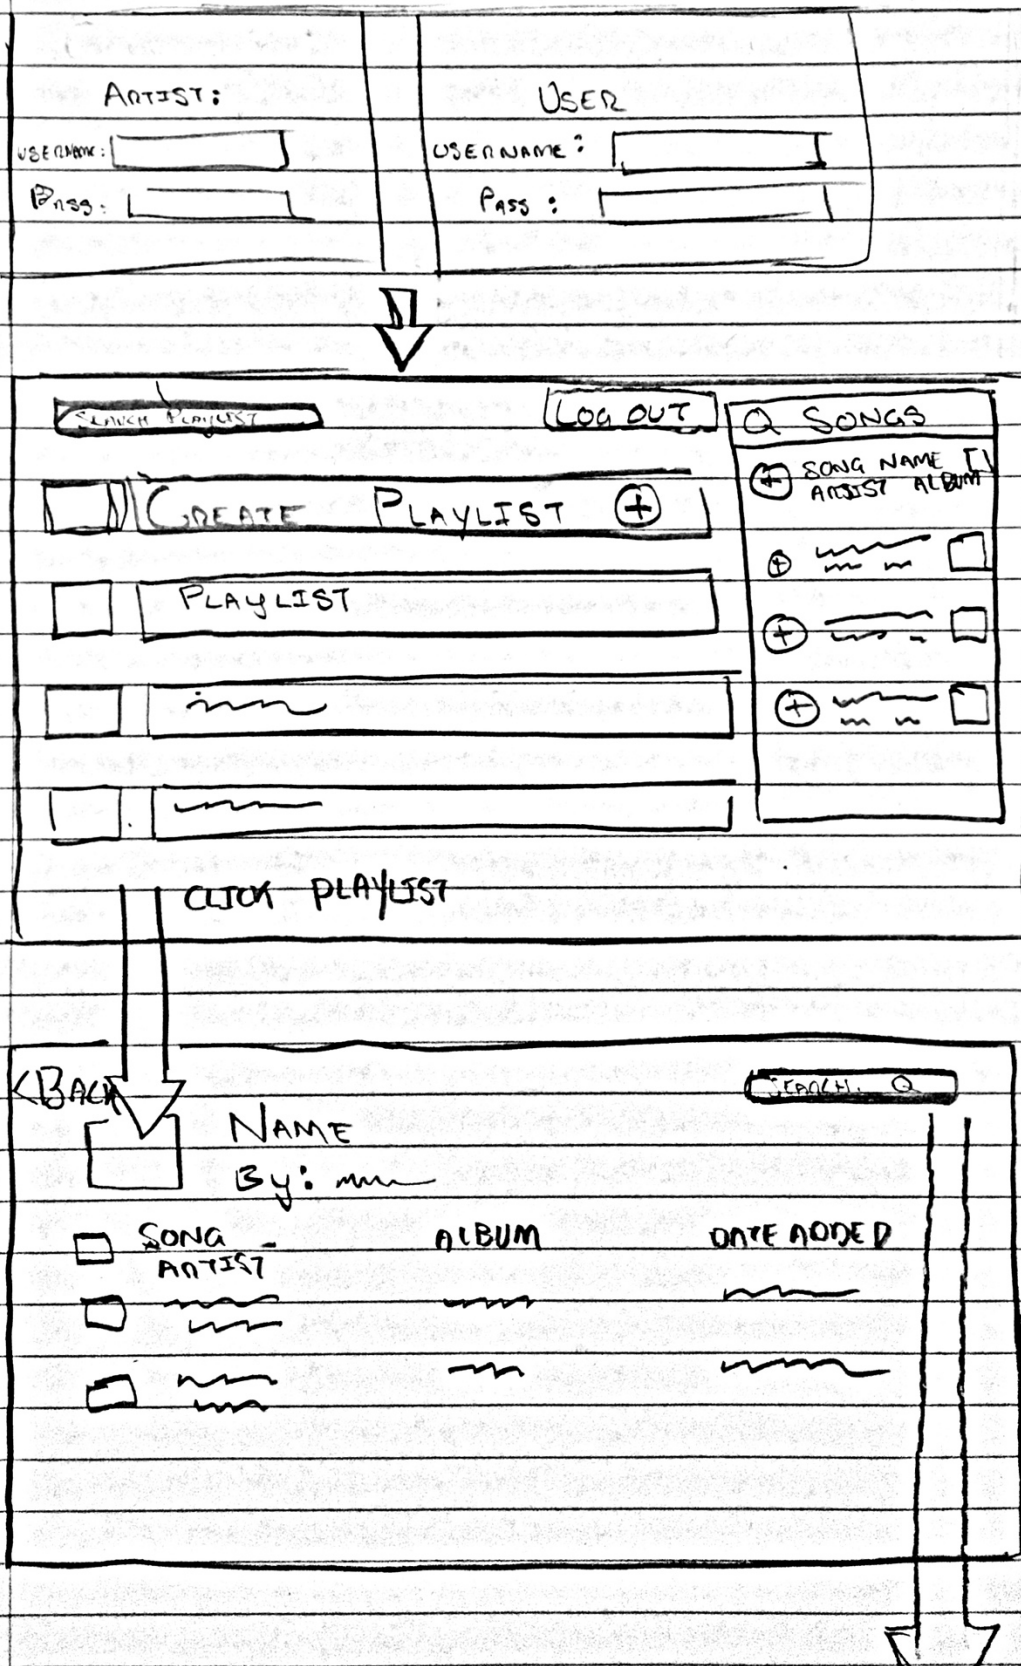 ARTIST:
USER
USERNAME:
USERNAME:
PASS:
PASS:
SEARCH PLAYLIST
LOG OUT
Q SONGS
SONG NAME
ARTIST ALBUM
CREATE PLAYLIST +
+
PLAYLIST
+
+
+
CLICK PLAYLIST
<BACK
SEARCH. Q
NAME
By:
SONG
ARTIST
ALBUM
DATE ADDED